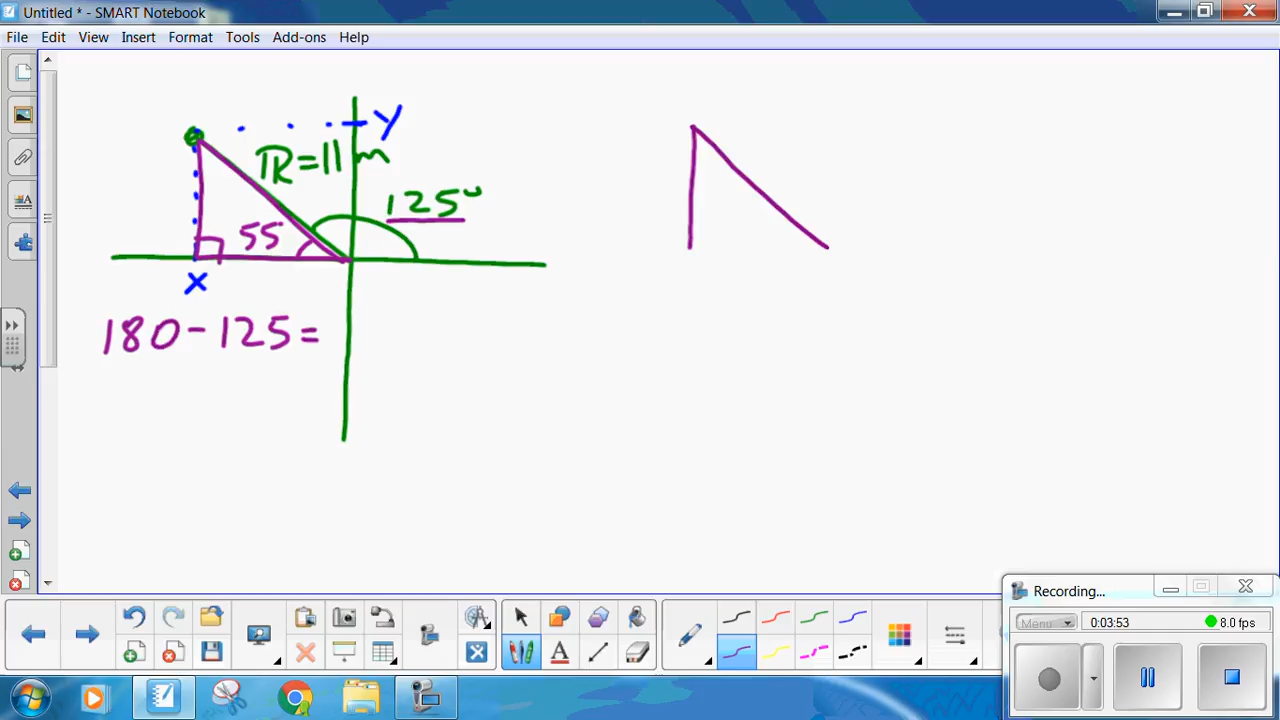 Untitled * - SMART Notebook
File Edit View Insert Format Tools Add-ons Help
y
R=11 m
125°
55
x
180-125=
Recording...
Menu 0:03:53 8.0 fps
A